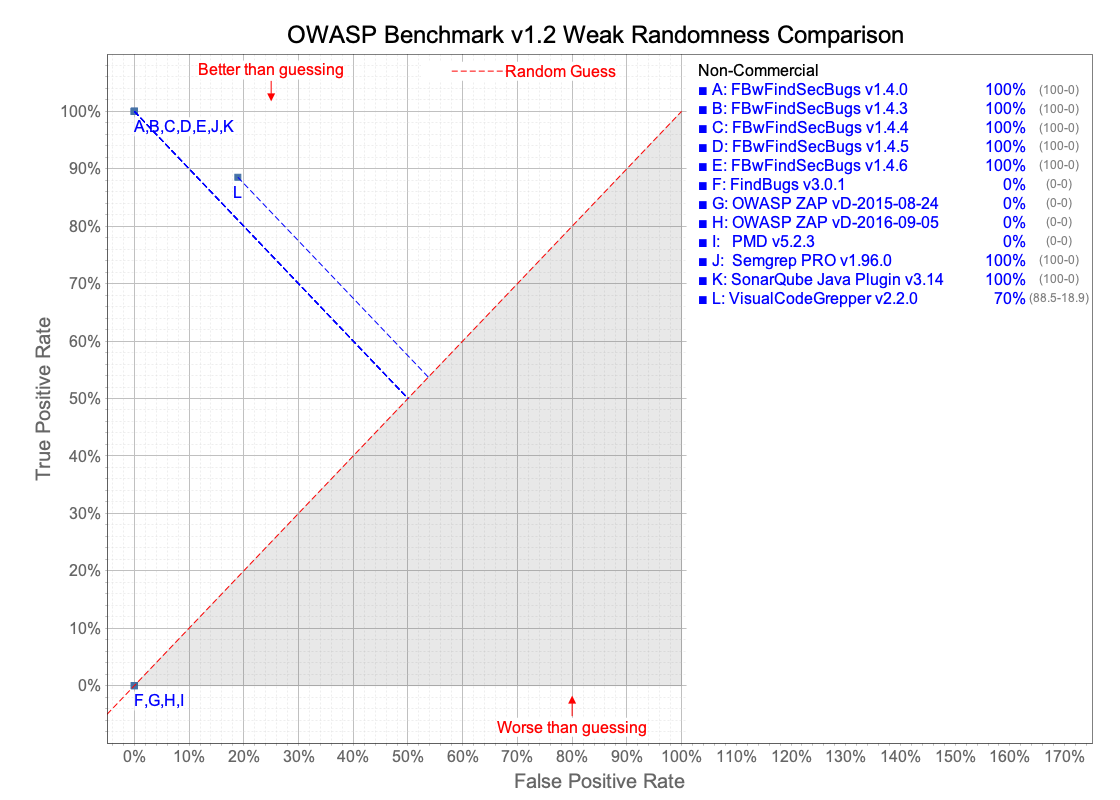 OWASP Benchmark v1.2 Weak Randomness Comparison
Better than guessing
Random Guess
Non-Commercial
A: FBwFindSecBugs v1.4.0 100% (100-0)
B: FBwFindSecBugs v1.4.3 100% (100-0)
C: FBwFindSecBugs v1.4.4 100% (100-0)
D: FBwFindSecBugs v1.4.5 100% (100-0)
E: FBwFindSecBugs v1.4.6 100% (100-0)
F: FindBugs v3.0.1 0% (0-0)
G: OWASP ZAP vD-2015-08-24 0% (0-0)
H: OWASP ZAP vD-2016-09-05 0% (0-0)
I: PMD v5.2.3 0% (0-0)
J: Semgrep PRO v1.96.0 100% (100-0)
K: SonarQube Java Plugin v3.14 100% (100-0)
L: VisualCodeGrepper v2.2.0 70% (88.5-18.9)
True Positive Rate
100%
90%
80%
70%
60%
50%
40%
30%
20%
10%
0%
A,B,C,D,E,J,K
L
F,G,H,I
Worse than guessing
0% 10% 20% 30% 40% 50% 60% 70% 80% 90% 100% 110% 120% 130% 140% 150% 160% 170%
False Positive Rate